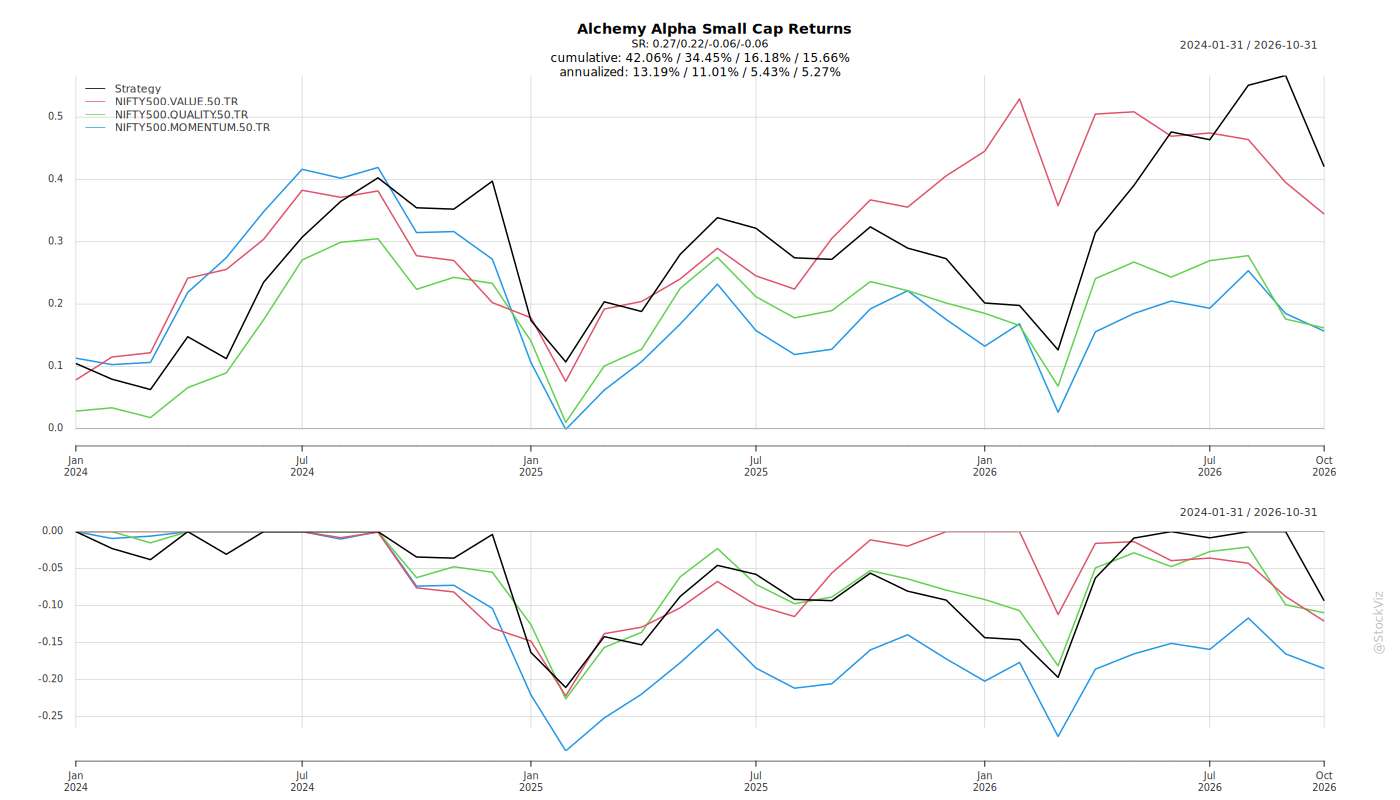 Alchemy Alpha Small Cap Returns
SR: 0.27/0.22/-0.06/-0.06
cumulative: 42.06% / 34.45% / 16.18% / 15.66%
annualized: 13.19% / 11.01% / 5.43% / 5.27%
2024-01-31 / 2026-10-31
Strategy
NIFTY500.VALUE.50.TR
NIFTY500.QUALITY.50.TR
NIFTY500.MOMENTUM.50.TR
0.5
0.4
0.3
0.2
0.1
0.0
Jan Jul Jan Jul Jan Jul Oct
2024 2024 2025 2025 2026 2026 2026
2024-01-31 / 2026-10-31
0.00
-0.05
-0.10
-0.15
-0.20
-0.25
Jan Jul Jan Jul Jan Jul Oct
2024 2024 2025 2025 2026 2026 2026
@StockViz